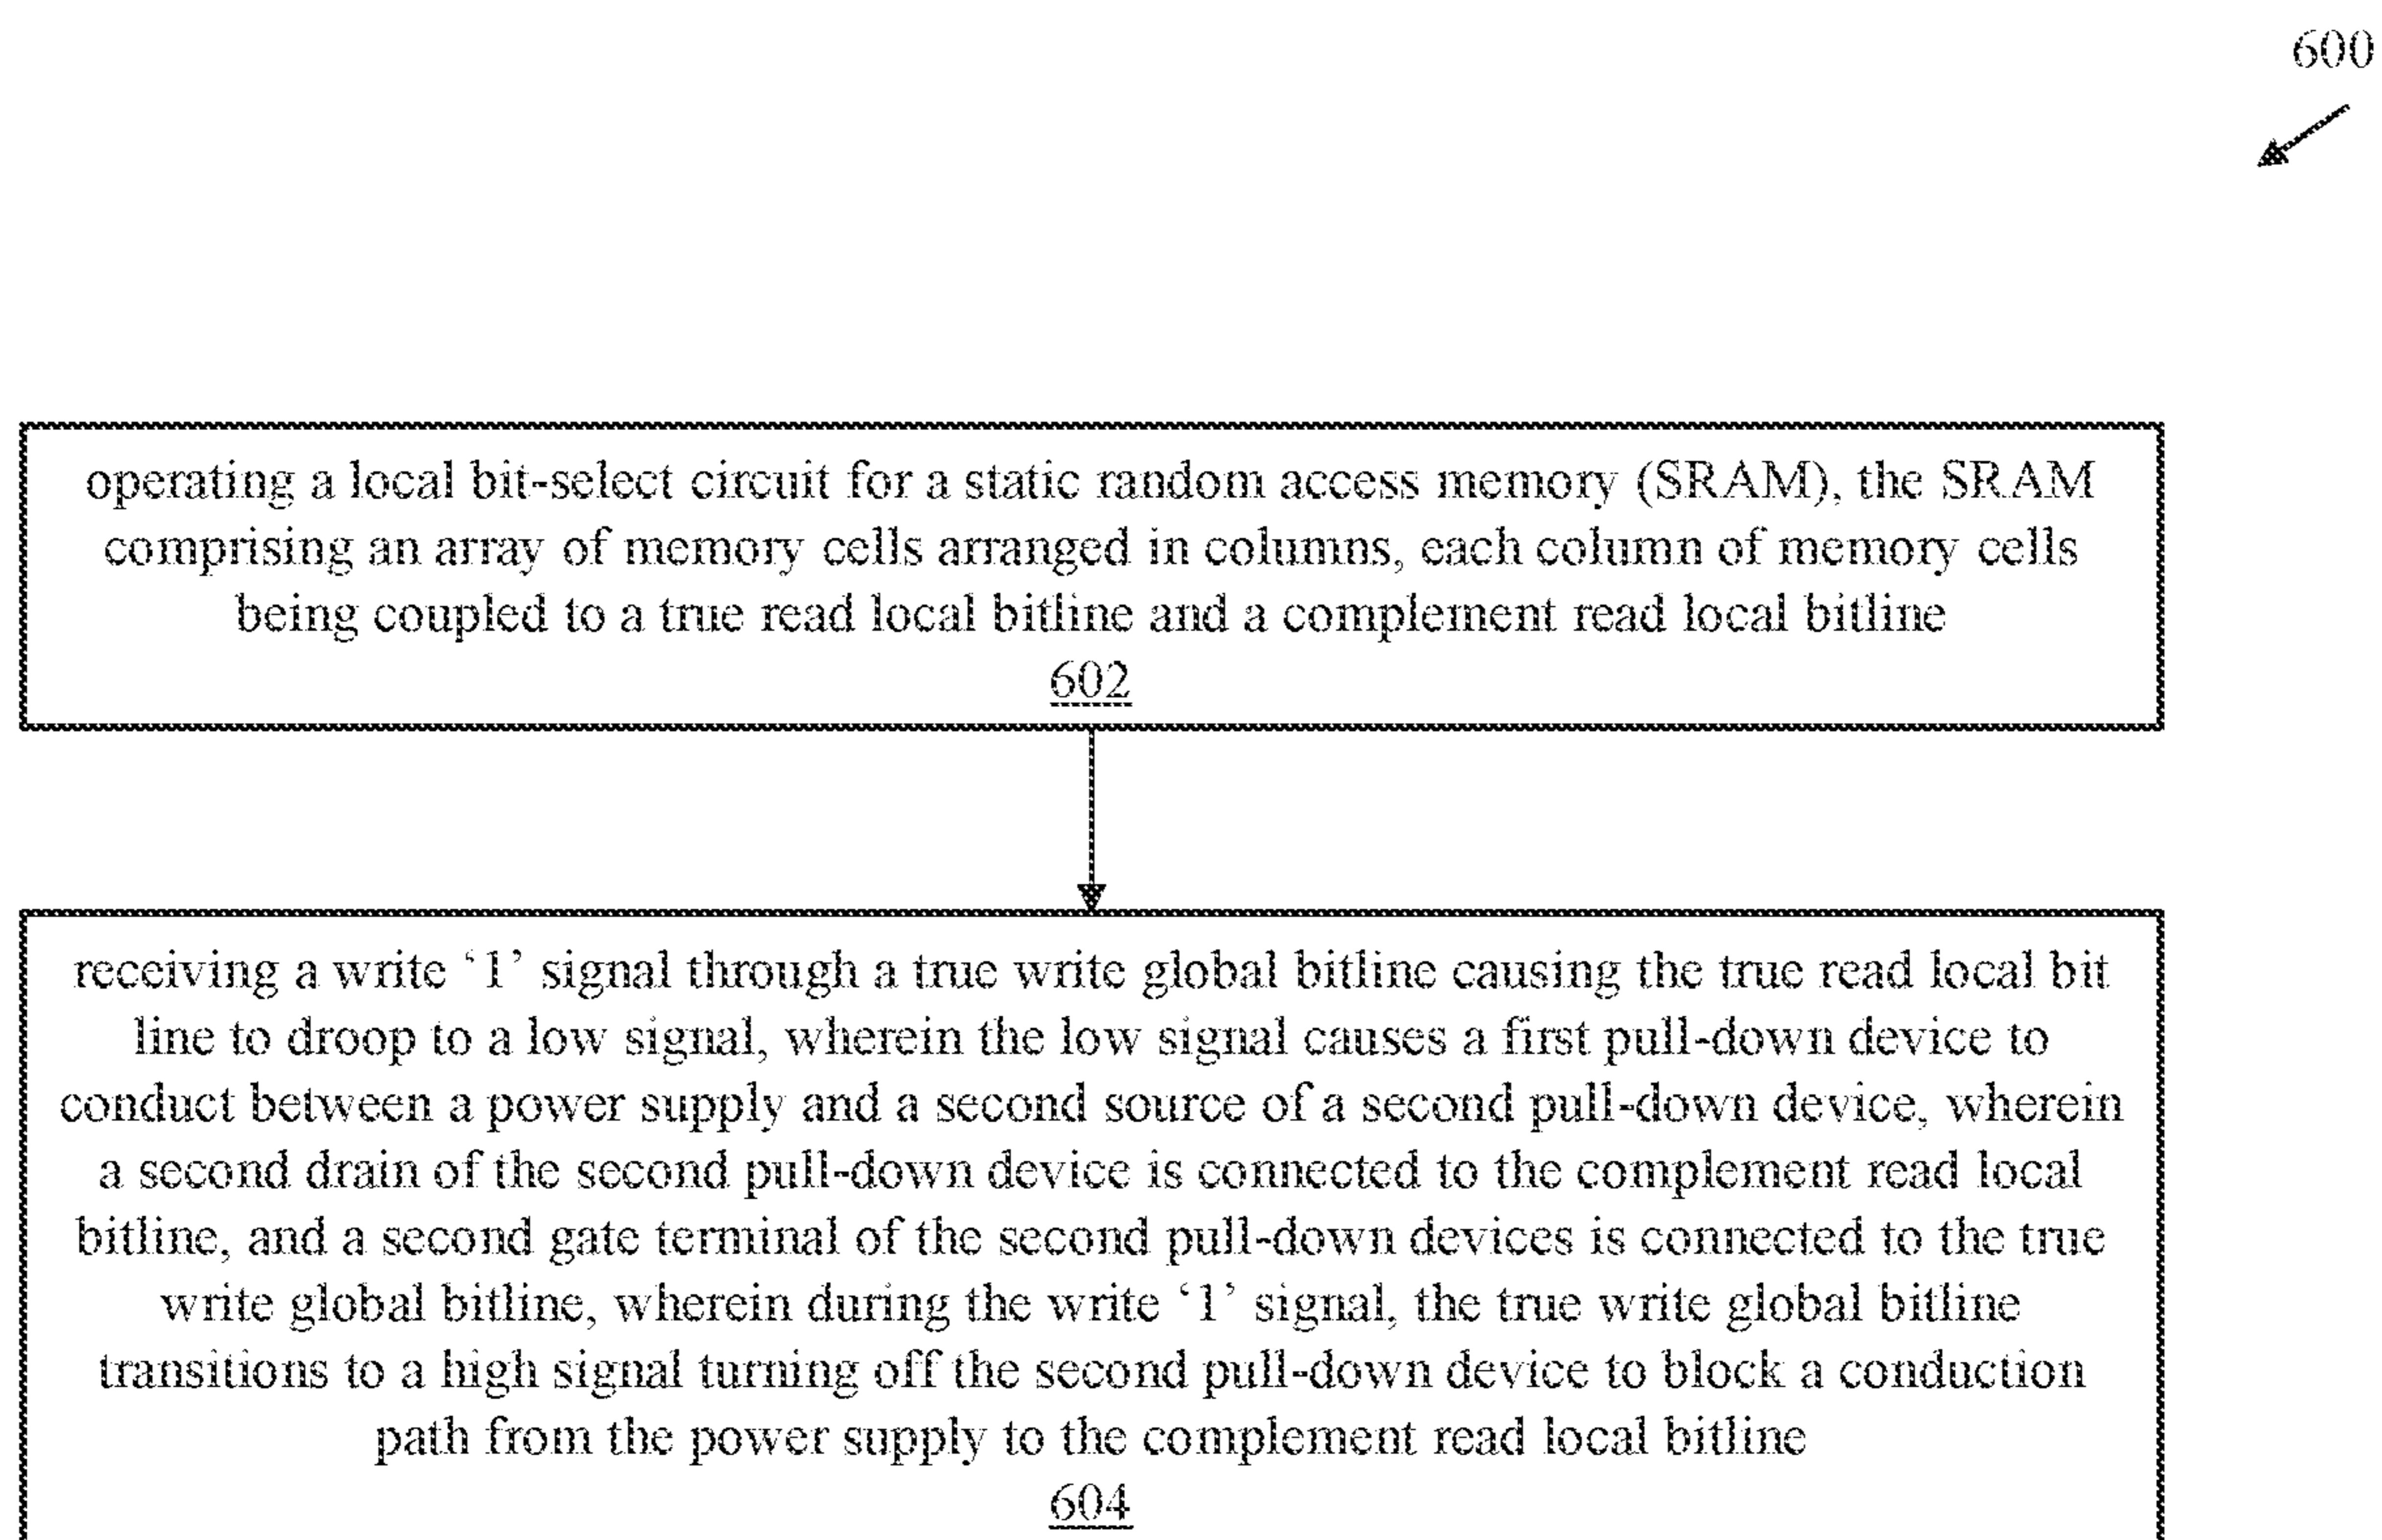 600
operating a local bit-select circuit for a static random access memory (SRAM), the SRAM
comprising an array of memory cells arranged in columns, each column of memory cells
being coupled to a true read local bitline and a complement read local bitline
602
receiving a write ‘1’ signal through a true write global bitline causing the true read local bit
line to droop to a low signal, wherein the low signal causes a first pull-down device to
conduct between a power supply and a second source of a second pull-down device, wherein
a second drain of the second pull-down device is connected to the complement read local
bitline, and a second gate terminal of the second pull-down devices is connected to the true
write global bitline, wherein during the write ‘1’ signal, the true write global bitline
transitions to a high signal turning off the second pull-down device to block a conduction
path from the power supply to the complement read local bitline
604